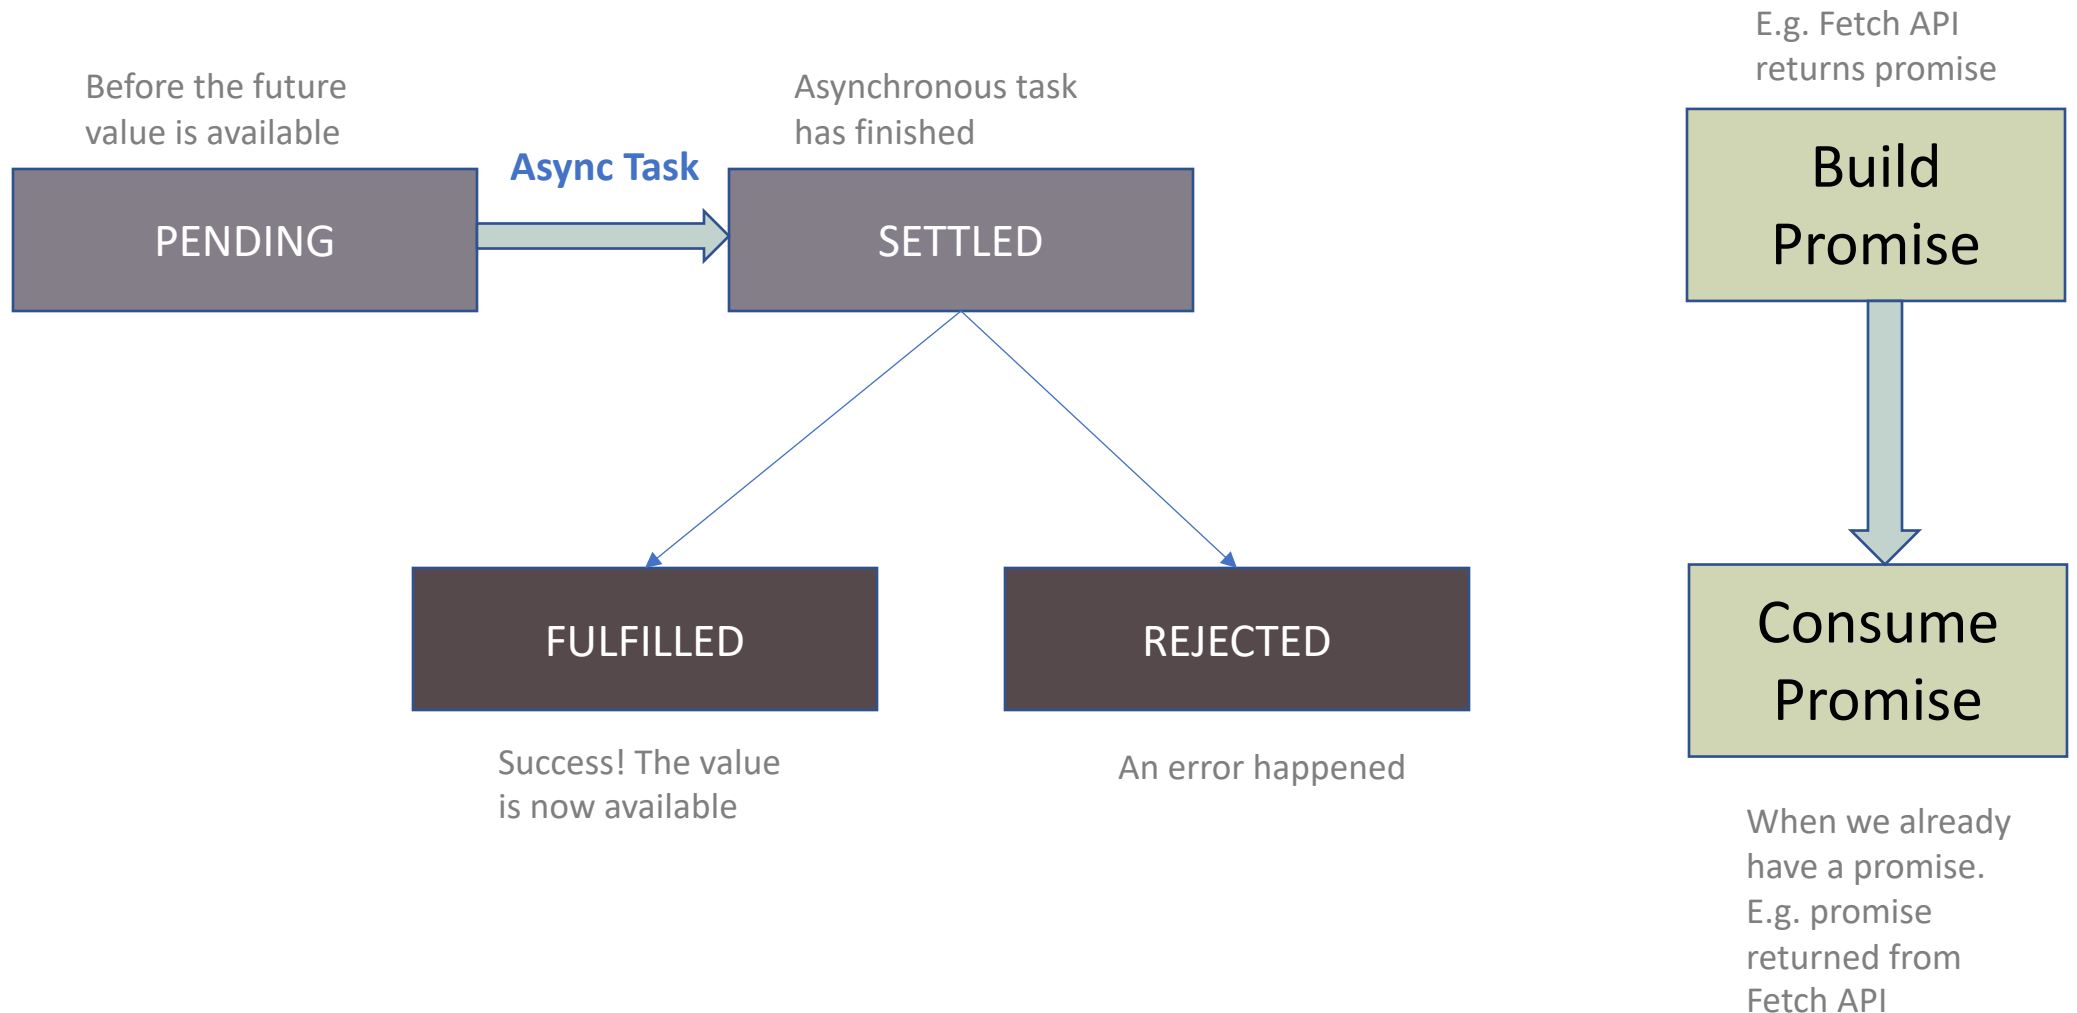 Before the future
value is available
PENDING
Async Task
Asynchronous task
has finished
SETTLED
FULFILLED
Success! The value
is now available
REJECTED
An error happened
E.g. Fetch API
returns promise
Build
Promise
Consume
Promise
When we already
have a promise.
E.g. promise
returned from
Fetch API